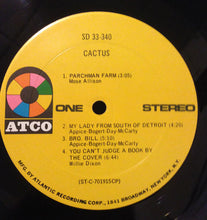 SD 33-340
CACTUS
1. PARCHMAN FARM (3:05)
Mose Allison
ATCO
ONE
STEREO
2. MY LADY FROM SOUTH OF DETROIT (4:20)
Appice-Bogert-Day-McCarty
3. BRO. BILL (5:10)
Appice-Bogert-Day-McCarty
4. YOU CAN'T JUDGE A BOOK BY
THE COVER (6:44)
Willie Dixon
(ST-C-701915CP)
MFG. BY ATLANTIC RECORDING CORP., 1841 BROADWAY, NEW YORK, N.Y.